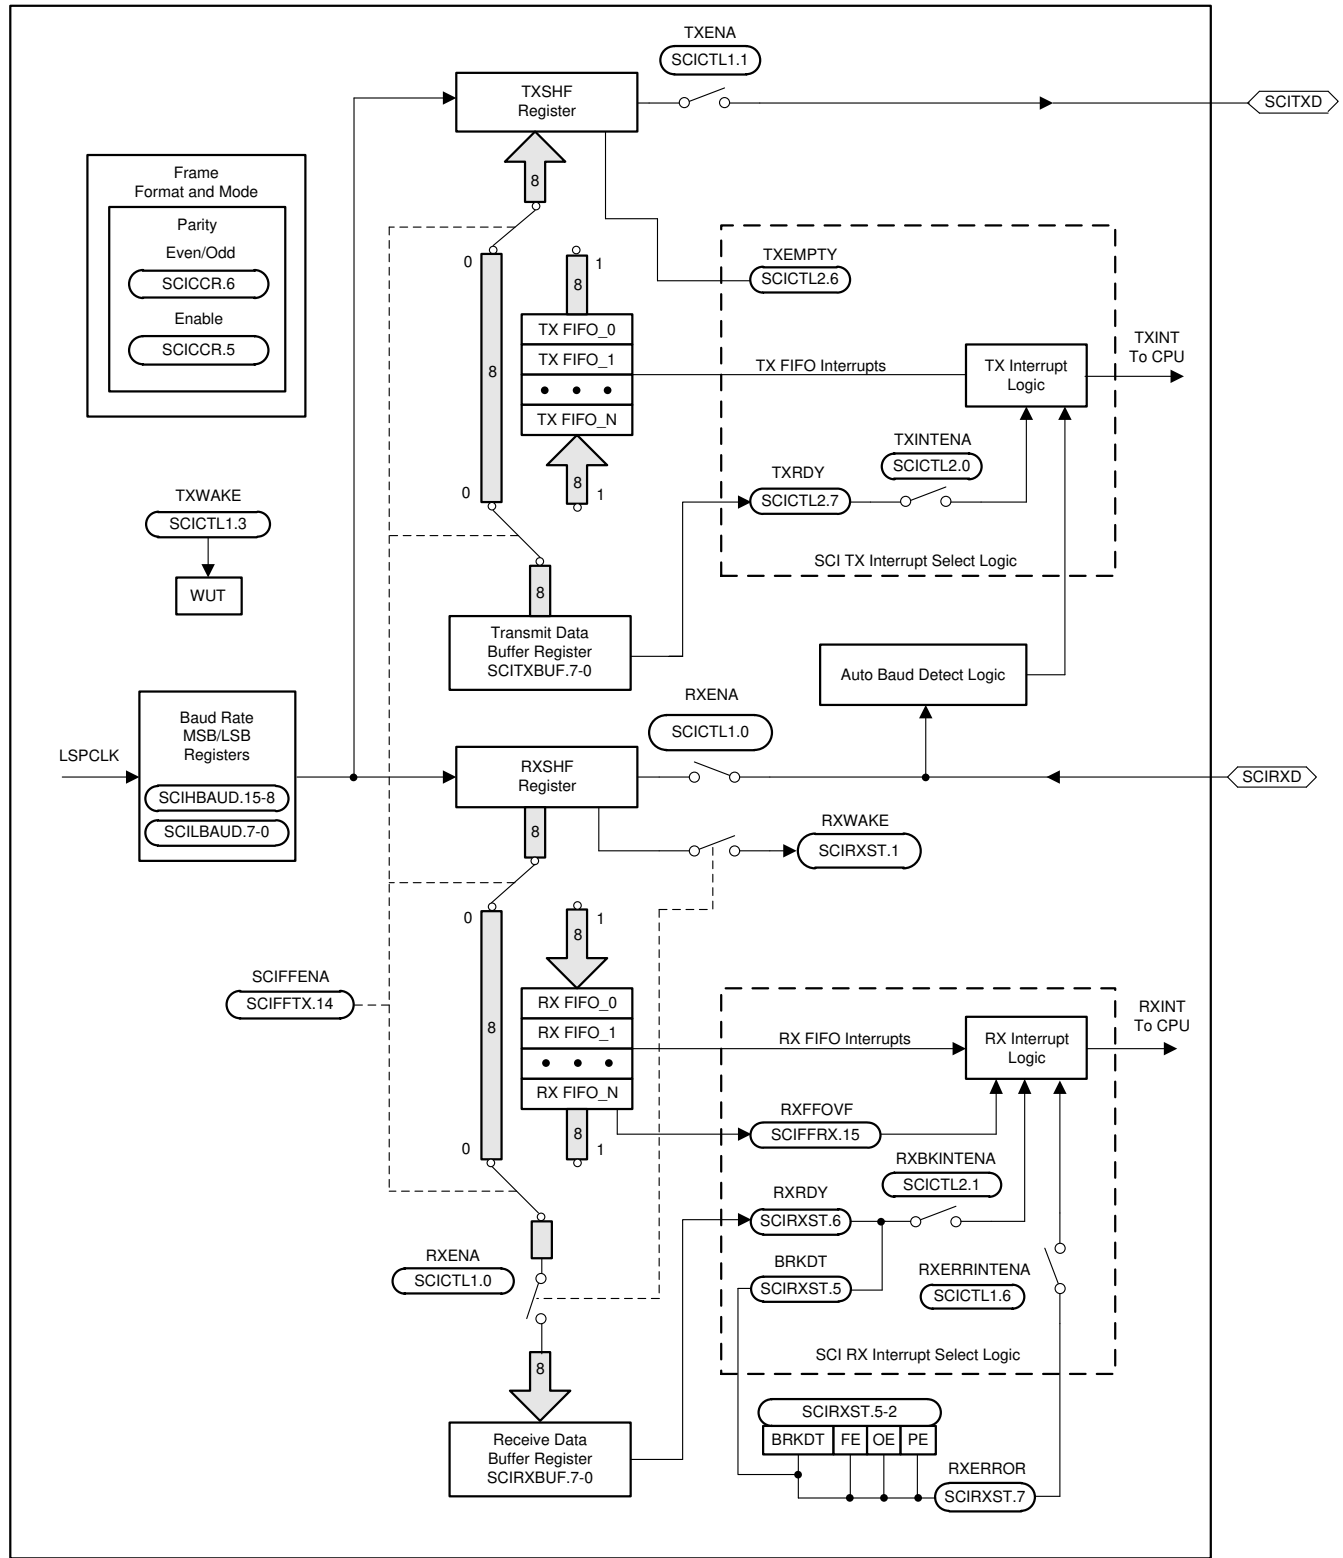 TXENA
SCICTL1.1
TXSHF
Register
SCITXD
Frame
Format and Mode
Parity
Even/Odd
SCICCR.6
Enable
SCICCR.5
8
0
1
8
TXEMPTY
SCICTL2.6
TX FIFO_0
TX FIFO_1
TX FIFO_N
8
TX FIFO Interrupts
TX Interrupt
Logic
TXINT
To CPU
TXINTENA
SCICTL2.0
TXRDY
SCICTL2.7
8
0
1
TXWAKE
SCICTL1.3
WUT
SCI TX Interrupt Select Logic
8
Transmit Data
Buffer Register
SCITXBUF.7-0
Auto Baud Detect Logic
RXENA
SCICTL1.0
LSPCLK
Baud Rate
MSB/LSB
Registers
SCIHBAUD.15-8
SCILBAUD.7-0
RXSHF
Register
SCIRXD
8
RXWAKE
SCIRXST.1
0
1
8
SCIFFENA
SCIFFTX.14
RX FIFO_0
RX FIFO_1
RX FIFO_N
8
RX FIFO Interrupts
RX Interrupt
Logic
RXINT
To CPU
RXFFOVF
SCIFFRX.15
8
0
1
RXBKINTENA
SCICTL2.1
RXRDY
SCIRXST.6
RXENA
SCICTL1.0
BRKDT
SCIRXST.5
RXERRINTENA
SCICTL1.6
SCI RX Interrupt Select Logic
8
SCIRXST.5-2
BRKDT FE OE PE
Receive Data
Buffer Register
SCIRXBUF.7-0
RXERROR
SCIRXST.7